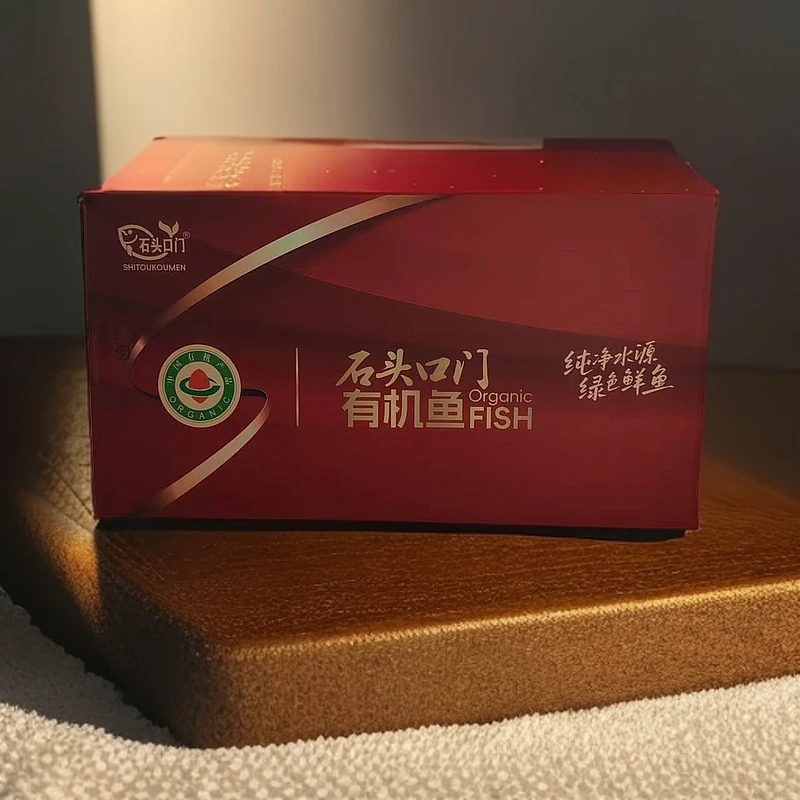 石头口门®
SHITOUKOUMEN
中国有机产品
ORGANIC
石头口门
有机鱼
Organic
FISH
纯净水源
绿色鲜鱼